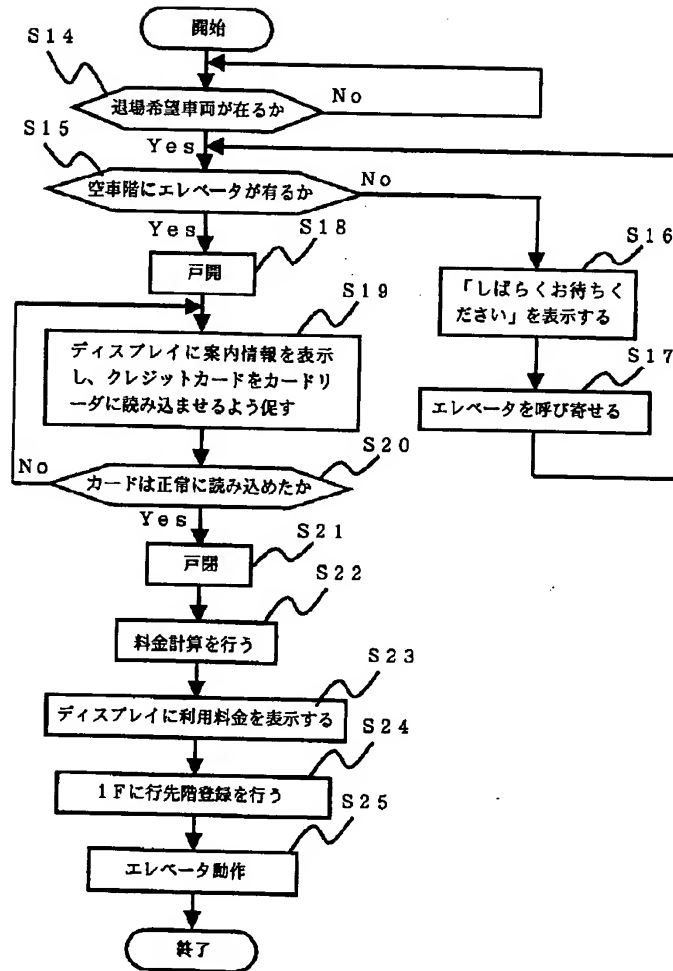 開始
S14
退場希望車両が在るか
No
S15
Yes
空車階にエレベータが有るか
No
Yes
S18
戸開
S16
「しばらくお待ちく
ださい」を表示する
S19
ディスプレイに案内情報を表示
し、クレジットカードをカードリ
ーダに読み込ませるよう促す
S17
エレベータを呼び寄せる
S20
No
カードは正常に読み込めたか
Yes
S21
戸閉
S22
料金計算を行う
S23
ディスプレイに利用料金を表示する
S24
1Fに行先階登録を行う
S25
エレベータ動作
終了